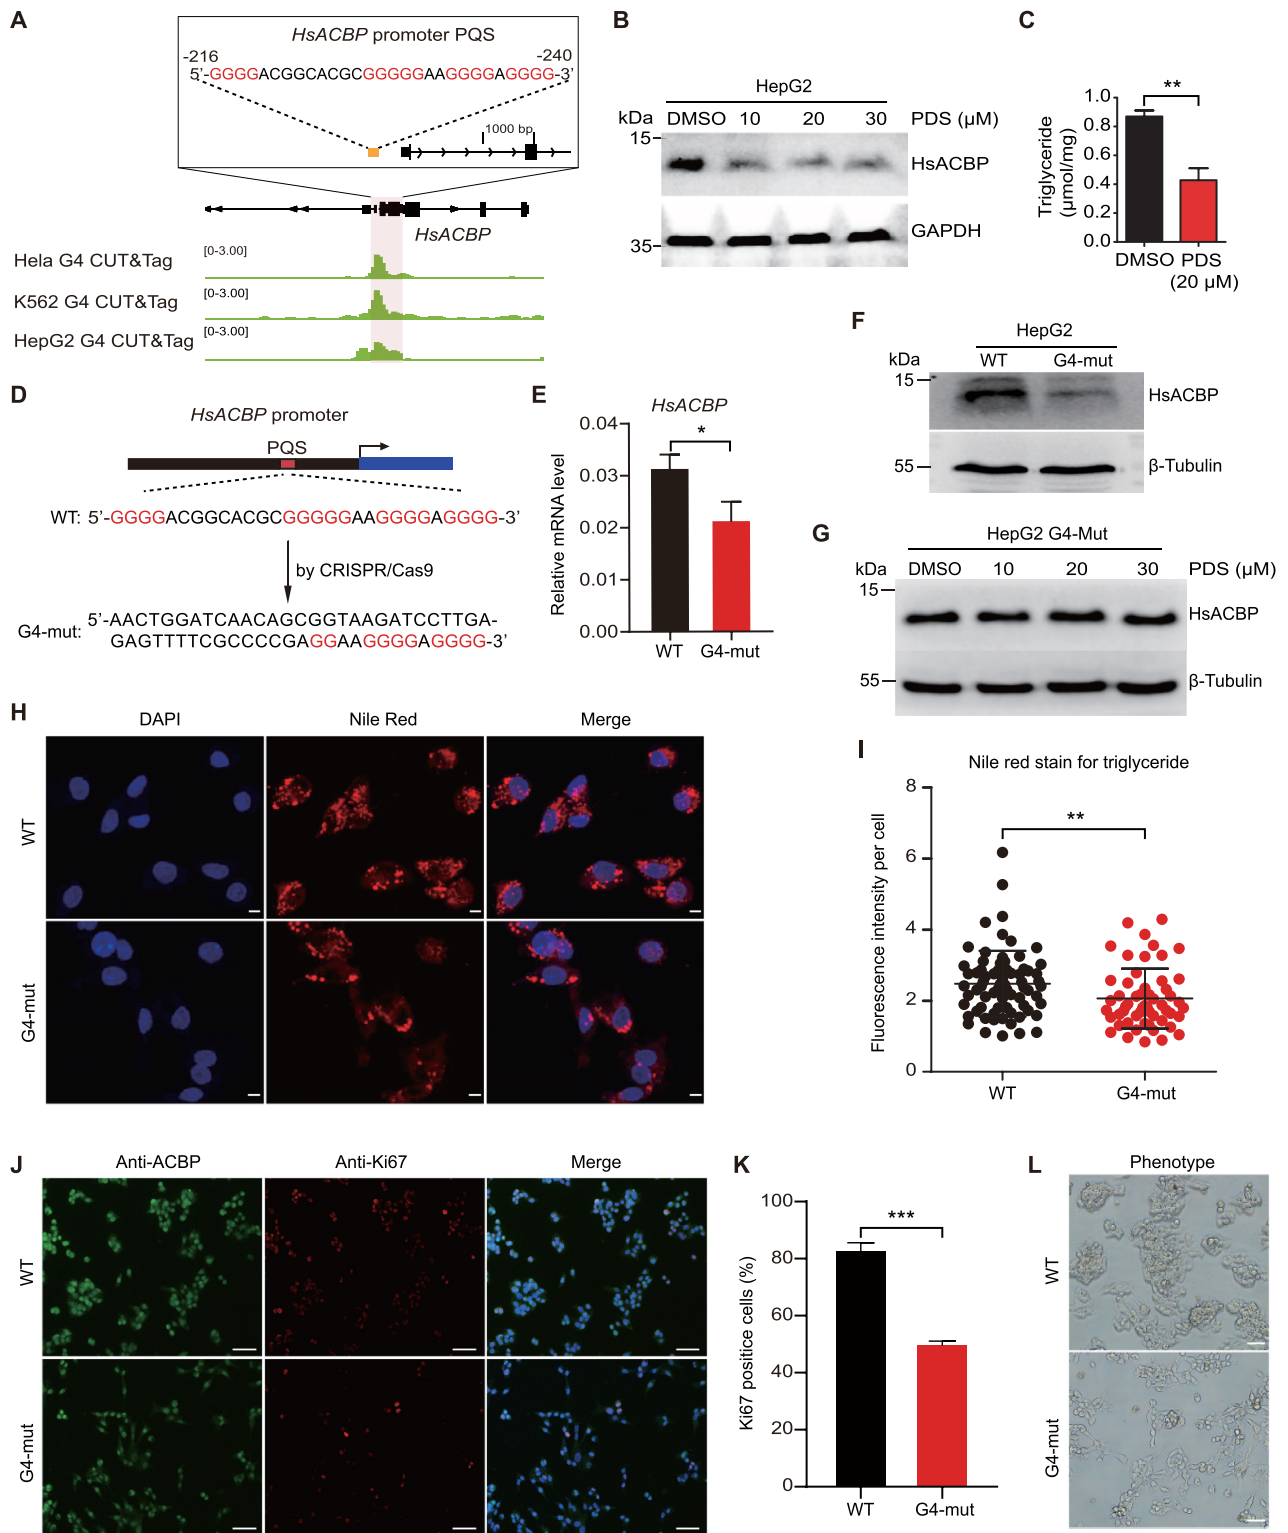 A
HsACBP promoter PQS
-216
-240
5'-GGGGACGGCACGCGGGGGAAGGGGAGGGG-3'
1000 bp
HsACBP
Hela G4 CUT&Tag
[0-3.00]
K562 G4 CUT&Tag
[0-3.00]
HepG2 G4 CUT&Tag
[0-3.00]
B
HepG2
kDa
DMSO 10 20 30 PDS (µM)
15
HsACBP
35
GAPDH
C
**
Triglyceride
(µmol/mg)
1.0
0.8
0.6
0.4
0.2
0.0
DMSO PDS
(20 µM)
D
HsACBP promoter
PQS
WT: 5'-GGGGACGGCACGCGGGGGAAGGGGAGGGG-3'
by CRISPR/Cas9
G4-mut:
5'-AACTGGATCAACAGCGGTAAGATCCTTGA-
GAGTTTTCGCCCCGAGGAAGGGGAGGGG-3'
E
HsACBP
*
Relative mRNA level
0.04
0.03
0.02
0.01
0.00
WT G4-mut
F
HepG2
kDa
WT G4-mut
15
HsACBP
55
β-Tubulin
G
HepG2 G4-Mut
kDa
DMSO 10 20 30 PDS (µM)
15
HsACBP
55
β-Tubulin
H
DAPI Nile Red Merge
WT
G4-mut
I
Nile red stain for triglyceride
**
Fluorescence intensity per cell
8
6
4
2
0
WT G4-mut
J
Anti-ACBP Anti-Ki67 Merge
WT
G4-mut
K
***
Ki67 positice cells (%)
100
80
60
40
20
0
WT G4-mut
L
Phenotype
WT
G4-mut